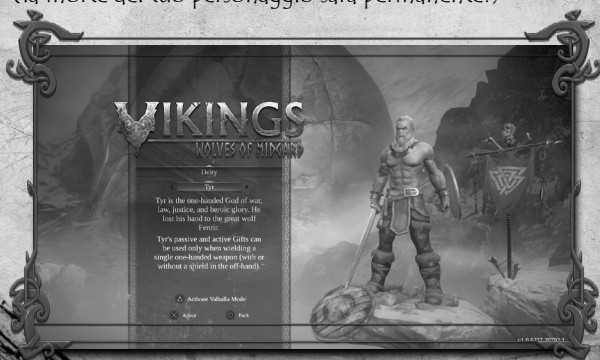 (la morte del tuo personaggio sarà permanente!)
VIKINGS
WOLVES OF MIDGARD
Deity
Tyr
Tyr is the one-handed God of war,
law, justice, and heroic glory. He
lost his hand to the great wolf
Fenrir.
Tyr's passive and active Gifts can
be used only when wielding a
single one-handed weapon (with or
without a shield in the off-hand).
Activate Valhalla Mode
Accept
Back